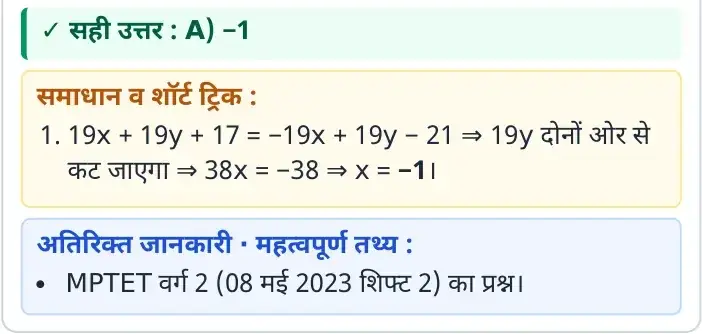 ✓ सही उत्तर : A) −1
समाधान व शॉर्ट ट्रिक :
1. 19x + 19y + 17 = −19x + 19y − 21 ⇒ 19y दोनों ओर से
कट जाएगा ⇒ 38x = −38 ⇒ x = −1।
अतिरिक्त जानकारी · महत्वपूर्ण तथ्य :
• MPTET वर्ग 2 (08 मई 2023 शिफ्ट 2) का प्रश्न।